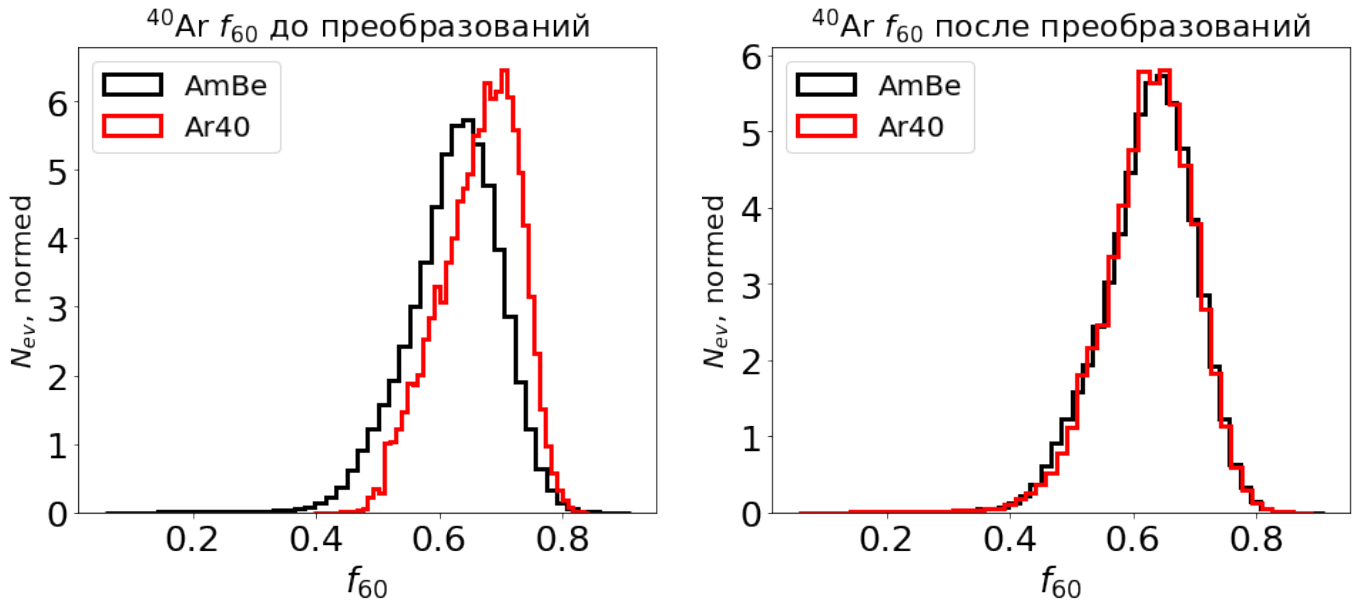 ⁴⁰Ar f₆₀ до преобразований
AmBe
Ar40
N_ev, normed
6
5
4
3
2
1
0
0.2 0.4 0.6 0.8
f₆₀
⁴⁰Ar f₆₀ после преобразований
AmBe
Ar40
N_ev, normed
6
5
4
3
2
1
0
0.2 0.4 0.6 0.8
f₆₀